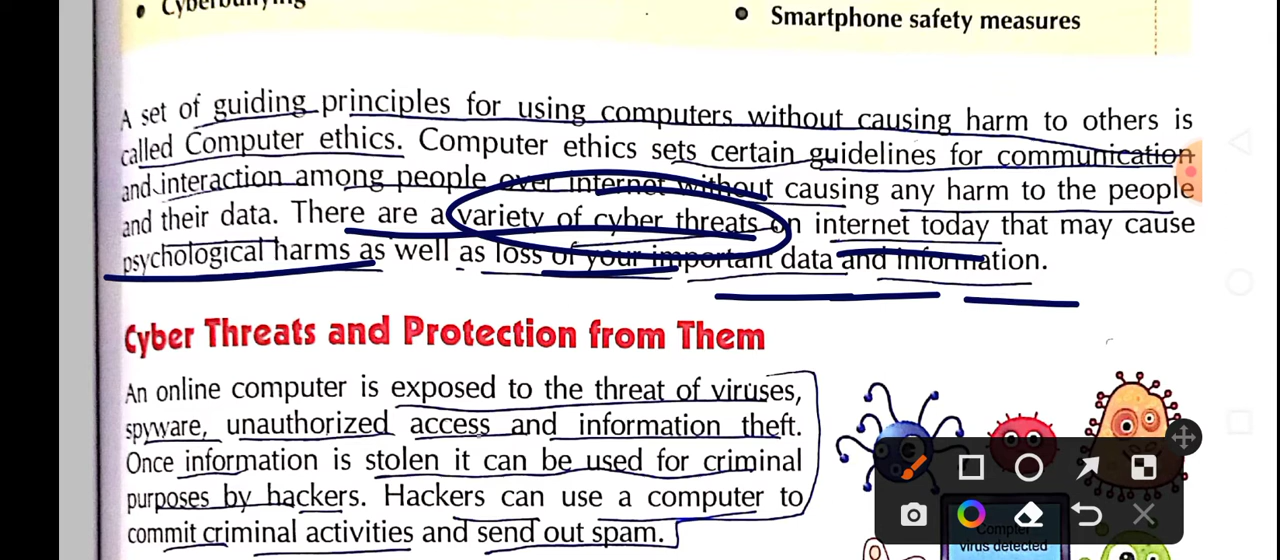 • Cyberbullying
• Smartphone safety measures
A set of guiding principles for using computers without causing harm to others is
called Computer ethics. Computer ethics sets certain guidelines for communication
and interaction among people over internet without causing any harm to the people
and their data. There are a variety of cyber threats on internet today that may cause
psychological harms as well as loss of your important data and information.
Cyber Threats and Protection from Them
An online computer is exposed to the threat of viruses,
spyware, unauthorized access and information theft.
Once information is stolen it can be used for criminal
purposes by hackers. Hackers can use a computer to
commit criminal activities and send out spam.
virus detected